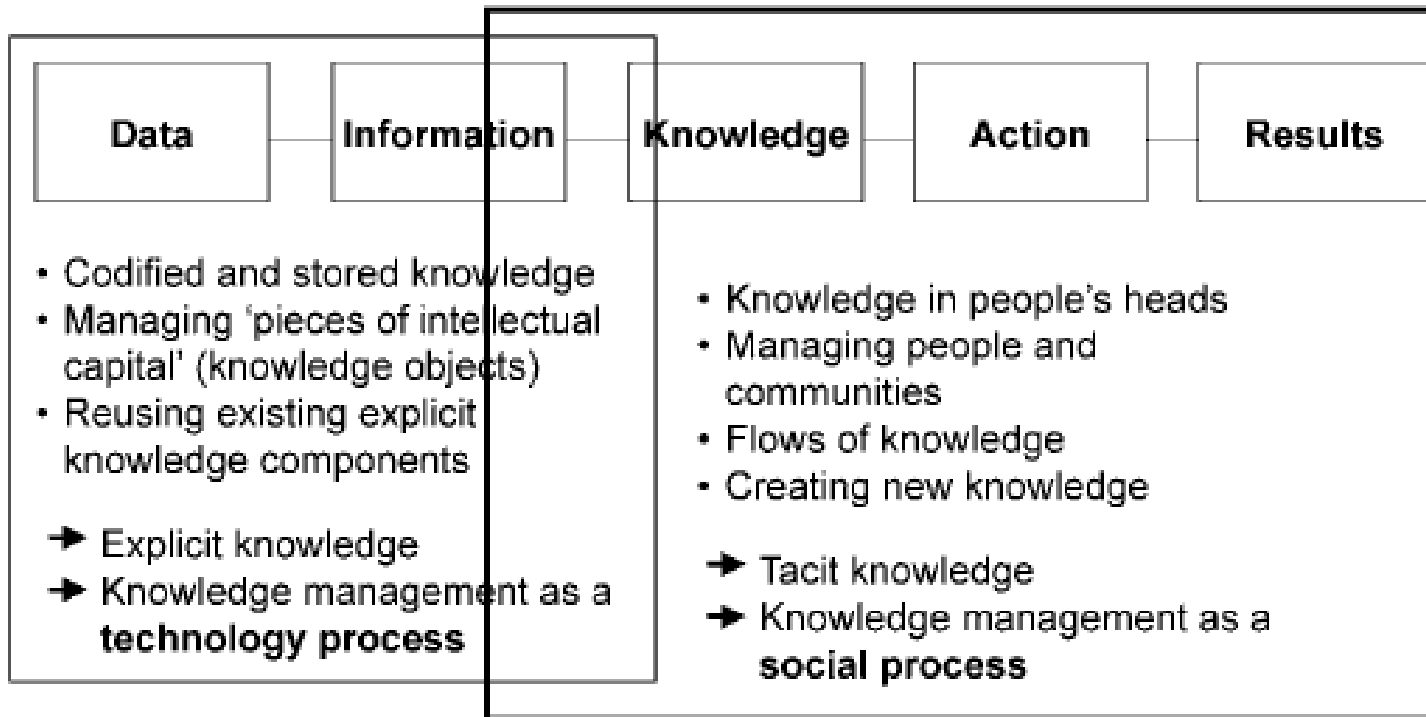 Data
Information
Knowledge
Action
Results
• Codified and stored knowledge
• Managing ‘pieces of intellectual
capital’ (knowledge objects)
• Reusing existing explicit
knowledge components
➔ Explicit knowledge
➔ Knowledge management as a
technology process
• Knowledge in people’s heads
• Managing people and
communities
• Flows of knowledge
• Creating new knowledge
➔ Tacit knowledge
➔ Knowledge management as a
social process